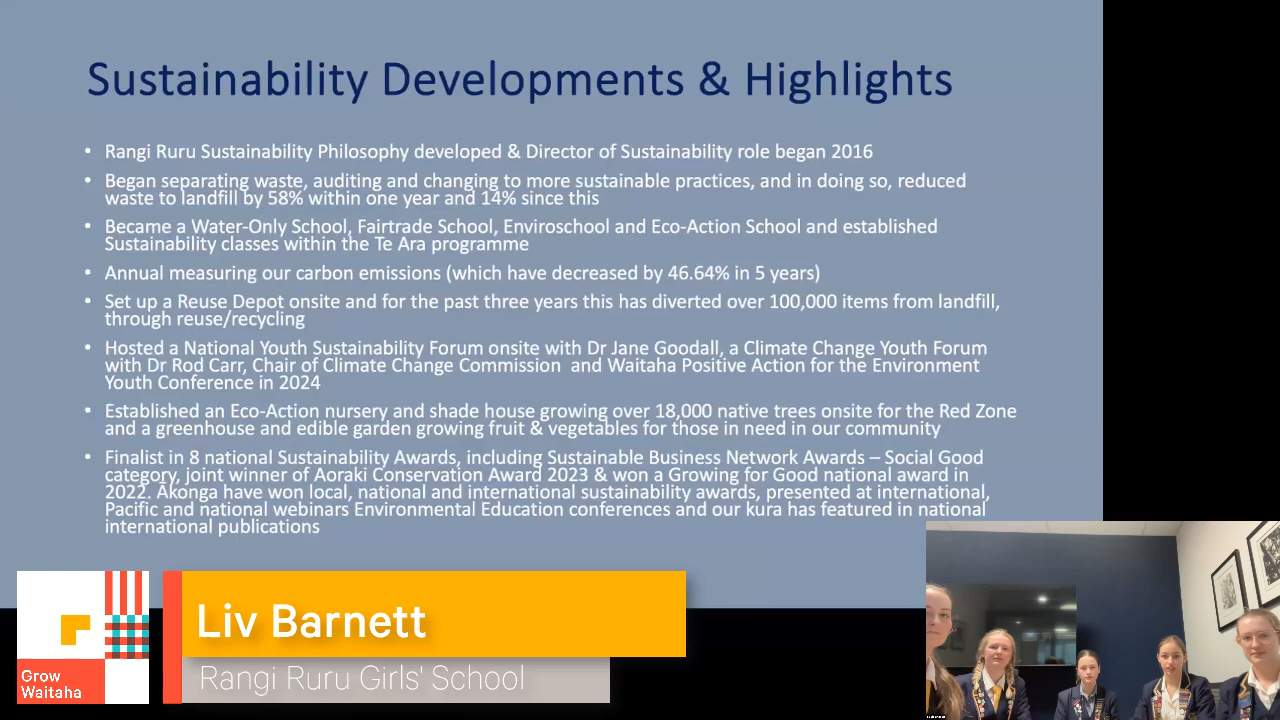 Sustainability Developments & Highlights
• Rangi Ruru Sustainability Philosophy developed & Director of Sustainability role began 2016
• Began separating waste, auditing and changing to more sustainable practices, and in doing so, reduced
waste to landfill by 58% within one year and 14% since this
• Became a Water-Only School, Fairtrade School, Enviroschool and Eco-Action School and established
Sustainability classes within the Te Ara programme
• Annual measuring our carbon emissions (which have decreased by 46.64% in 5 years)
• Set up a Reuse Depot onsite and for the past three years this has diverted over 100,000 items from landfill,
through reuse/recycling
• Hosted a National Youth Sustainability Forum onsite with Dr Jane Goodall, a Climate Change Youth Forum
with Dr Rod Carr, Chair of Climate Change Commission and Waitaha Positive Action for the Environment
Youth Conference in 2024
• Established an Eco-Action nursery and shade house growing over 18,000 native trees onsite for the Red Zone
and a greenhouse and edible garden growing fruit & vegetables for those in need in our community
• Finalist in 8 national Sustainability Awards, including Sustainable Business Network Awards – Social Good
category, joint winner of Aoraki Conservation Award 2023 & won a Growing for Good national award in
2022. Akonga have won local, national and international sustainability awards, presented at international,
Pacific and national webinars Environmental Education conferences and our kura has featured in national
international publications
Liv Barnett
Rangi Ruru Girls' School
Grow
Waitaha